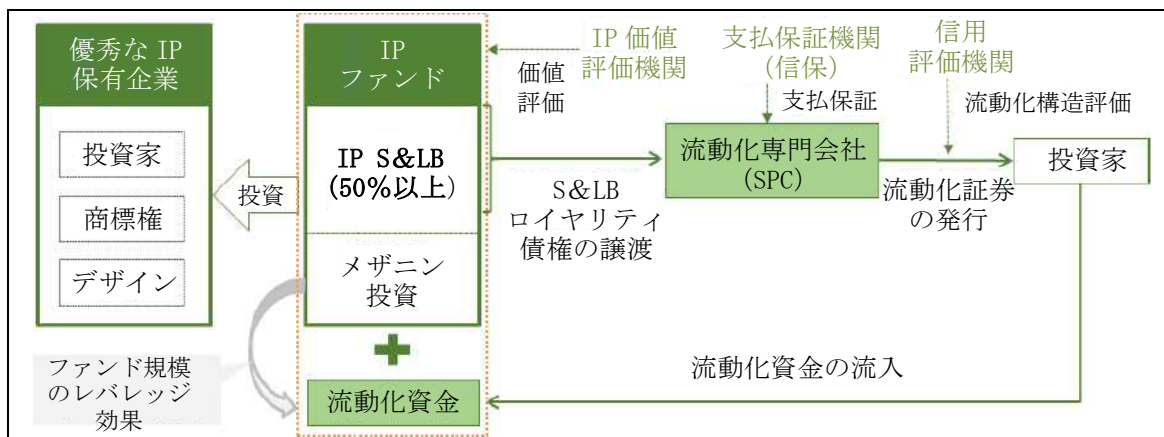 優秀な IP
保有企業
投資家
商標権
デザイン
投資
IP
ファンド
IP S&LB
(50%以上)
メザニン
投資
流動化資金
ファンド規模
のレバレッジ
効果
価値
評価
IP 価値
評価機関
支払保証機関
(信保)
支払保証
信用
評価機関
流動化構造評価
S&LB
ロイヤリティ
債権の譲渡
流動化専門会社
(SPC)
流動化証券
の発行
投資家
流動化資金の流入